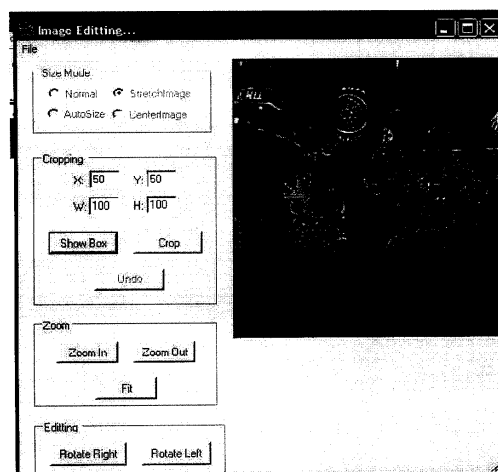 Image Editting...
File
Size Mode
Normal StretchImage
AutoSize CenterImage
Cropping
X: 50 Y: 50
W: 100 H: 100
Show Box Crop
Undo
Zoom
Zoom In Zoom Out
Fit
Editting
Rotate Right Rotate Left